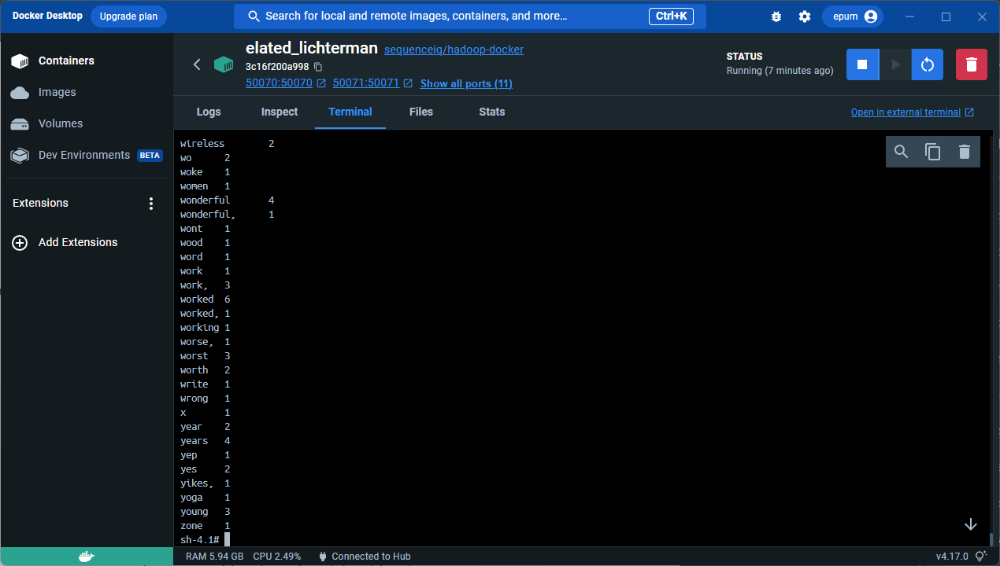 Docker Desktop
Upgrade plan
Search for local and remote images, containers, and more...
Ctrl+K
epum
Containers
Images
Volumes
Dev Environments BETA
Extensions
Add Extensions
elated_lichterman sequenceiq/hadoop-docker
3c16f200a998
50070:50070 50071:50071 Show all ports (11)
STATUS
Running (7 minutes ago)
Logs Inspect Terminal Files Stats
Open in external terminal
wireless 2
wo 2
woke 1
women 1
wonderful 4
wonderful, 1
wont 1
wood 1
word 1
work 1
work, 3
worked 6
worked, 1
working 1
worse, 1
worst 3
worth 2
write 1
wrong 1
x 1
year 2
years 4
yep 1
yes 2
yikes, 1
yoga 1
young 3
zone 1
sh-4.1#
RAM 5.94 GB CPU 2.49% Connected to Hub
v4.17.0